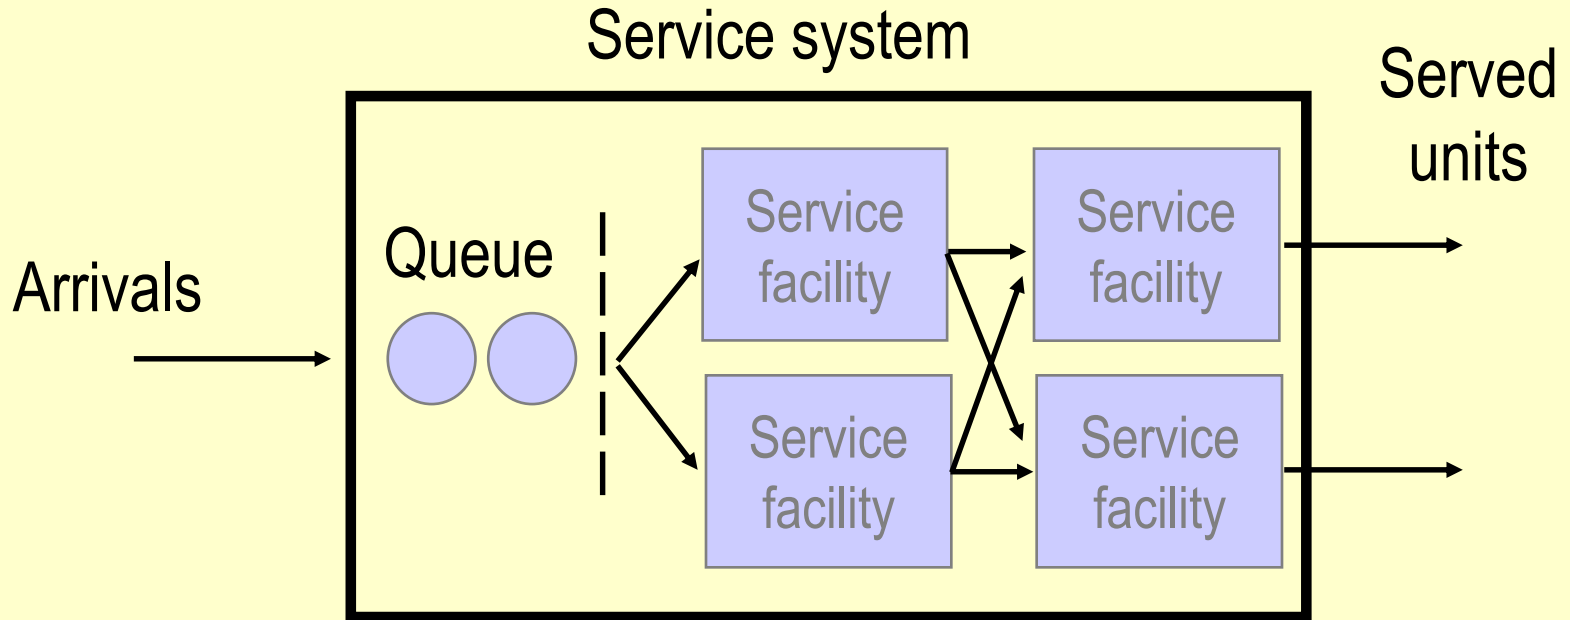 Service system
Served
units
Arrivals
Queue
Service
facility
Service
facility
Service
facility
Service
facility